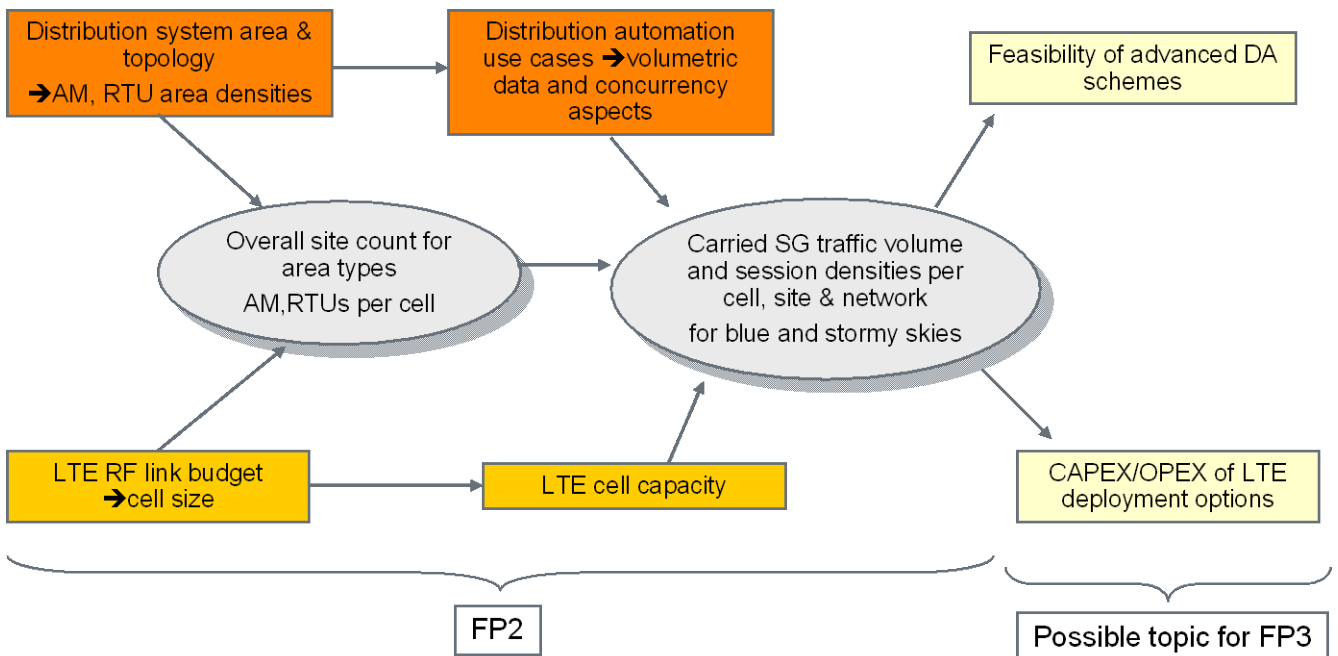 Distribution system area &
topology
➔AM, RTU area densities
Distribution automation
use cases ➔volumetric
data and concurrency
aspects
Feasibility of advanced DA
schemes
Overall site count for
area types
AM,RTUs per cell
Carried SG traffic volume
and session densities per
cell, site & network
for blue and stormy skies
LTE RF link budget
➔cell size
LTE cell capacity
CAPEX/OPEX of LTE
deployment options
FP2
Possible topic for FP3